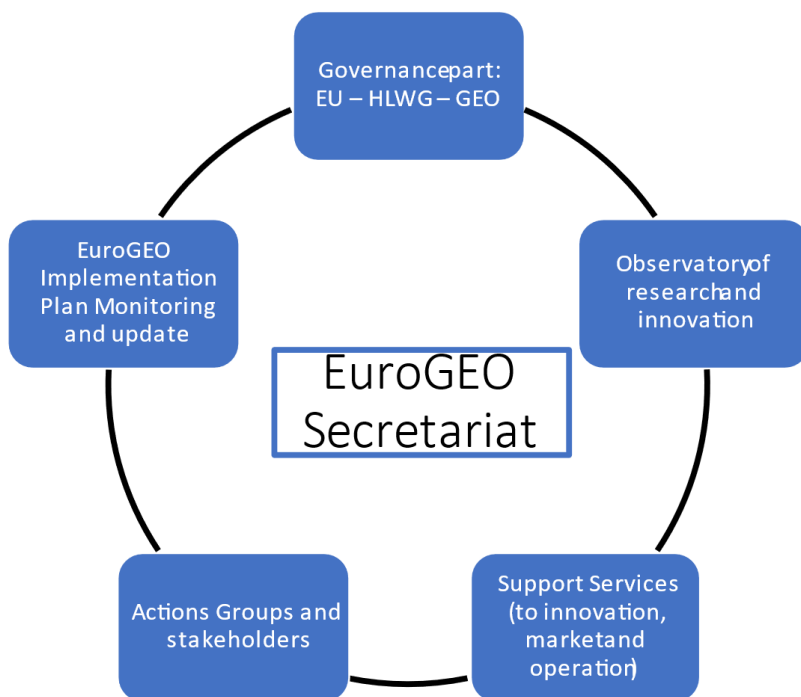 Governancepart:
EU – HLWG – GEO
EuroGEO
Implementation
Plan Monitoring
and update
Observatoryof
researchand
innovation
EuroGEO
Secretariat
Actions Groups and
stakeholders
Support Services
(to innovation,
marketand
operation)